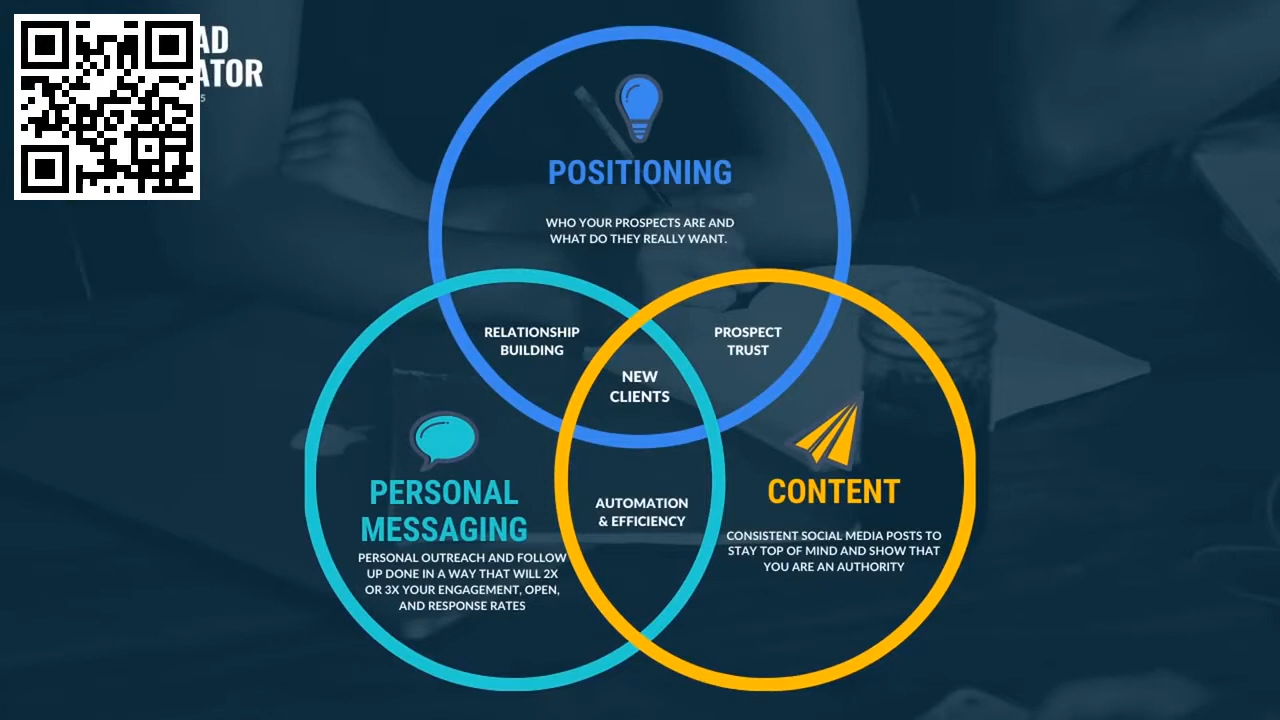 AD
ATOR
5
POSITIONING
WHO YOUR PROSPECTS ARE AND
WHAT DO THEY REALLY WANT.
RELATIONSHIP
BUILDING
PROSPECT
TRUST
NEW
CLIENTS
PERSONAL
MESSAGING
PERSONAL OUTREACH AND FOLLOW
UP DONE IN A WAY THAT WILL 2X
OR 3X YOUR ENGAGEMENT, OPEN,
AND RESPONSE RATES
AUTOMATION
& EFFICIENCY
CONTENT
CONSISTENT SOCIAL MEDIA POSTS TO
STAY TOP OF MIND AND SHOW THAT
YOU ARE AN AUTHORITY